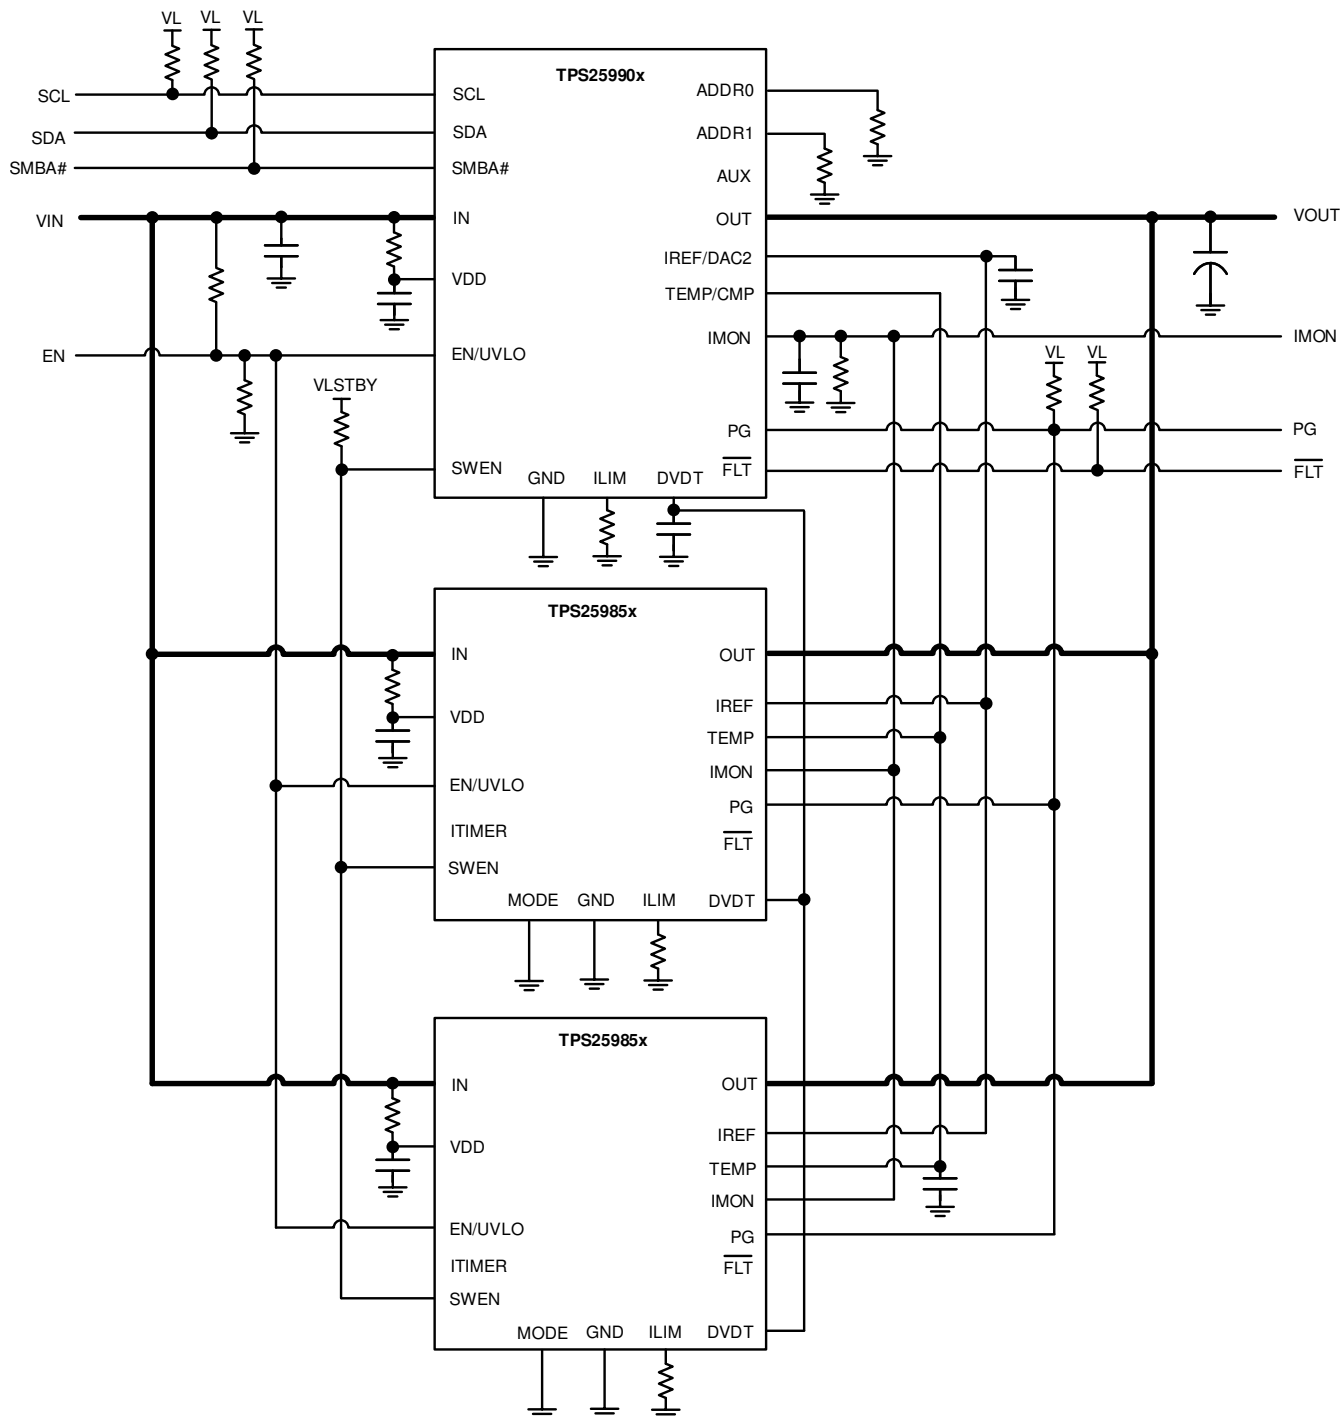 VL VL VL
TPS25990x
SCL SCL ADDR0
SDA SDA ADDR1
SMBA# SMBA# AUX
VIN IN OUT VOUT
IREF/DAC2
VDD TEMP/CMP
IMON IMON
EN EN/UVLO VL VL
VLSTBY
PG PG
SWEN GND ILIM DVDT FLT FLT
TPS25985x
IN OUT
IREF
VDD TEMP
IMON
EN/UVLO PG
ITIMER FLT
SWEN
MODE GND ILIM DVDT
TPS25985x
IN OUT
IREF
VDD TEMP
IMON
EN/UVLO PG
ITIMER FLT
SWEN
MODE GND ILIM DVDT